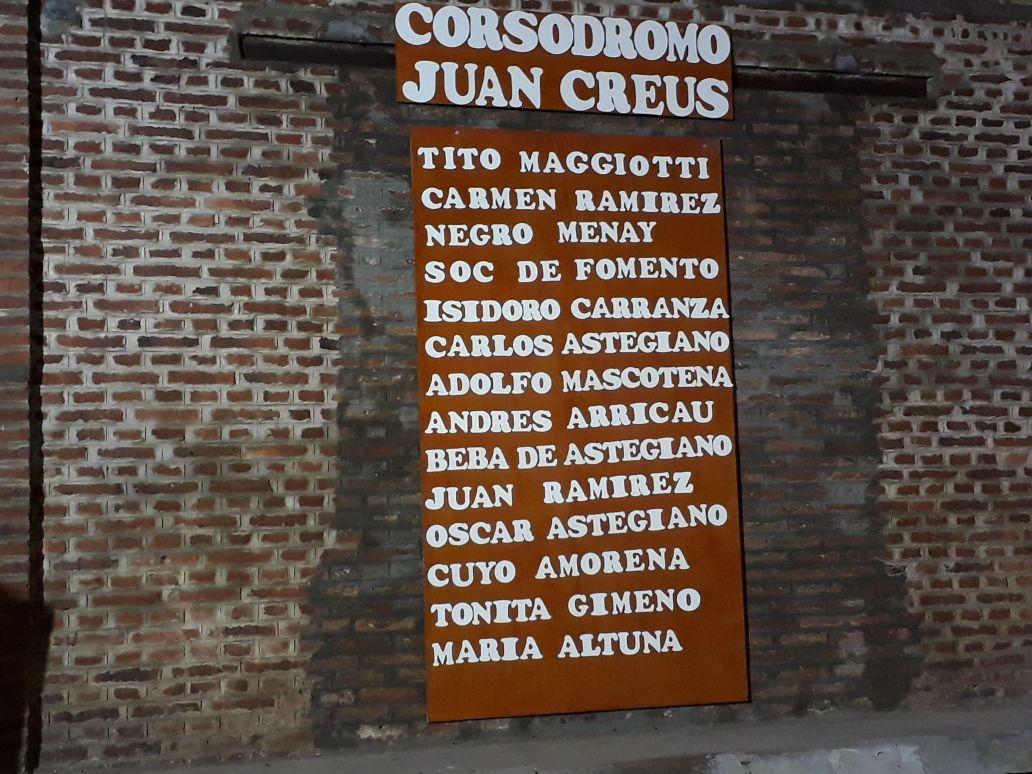 CORSODROMO
JUAN CREUS
TITO MAGGIOTTI
CARMEN RAMIREZ
NEGRO MENAY
SOC DE FOMENTO
ISIDORO CARRANZA
CARLOS ASTEGIANO
ADOLFO MASCOTENA
ANDRES ARRICAU
BEBA DE ASTEGIANO
JUAN RAMIREZ
OSCAR ASTEGIANO
CUYO AMORENA
TONITA GIMENO
MARIA ALTUNA